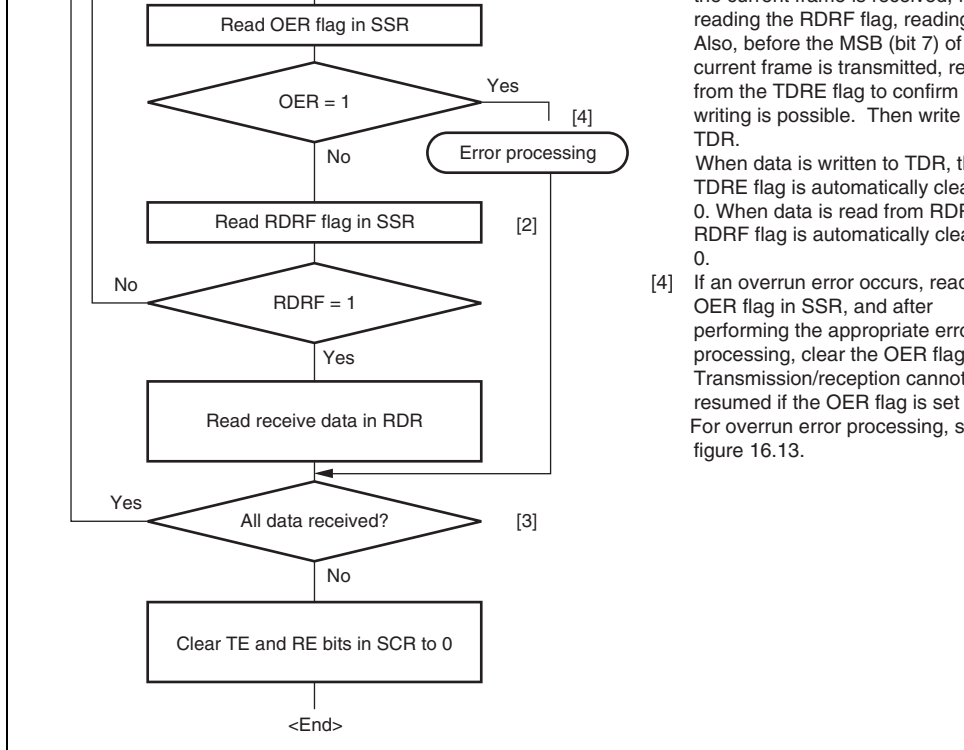 Read OER flag in SSR
OER = 1
Yes
[4]
No
Error processing
Read RDRF flag in SSR
[2]
No
RDRF = 1
Yes
Read receive data in RDR
Yes
All data received?
[3]
No
Clear TE and RE bits in SCR to 0
<End>
the current frame is received,
reading the RDRF flag, reading
Also, before the MSB (bit 7) of
current frame is transmitted,
from the TDRE flag to confirm
writing is possible. Then write
TDR.
When data is written to TDR,
TDRE flag is automatically
0. When data is read from
RDRF flag is automatically
0.
[4] If an overrun error occurs,
OER flag in SSR, and after
performing the appropriate
processing, clear the OER flag
Transmission/reception cannot
resumed if the OER flag is set
For overrun error processing,
figure 16.13.